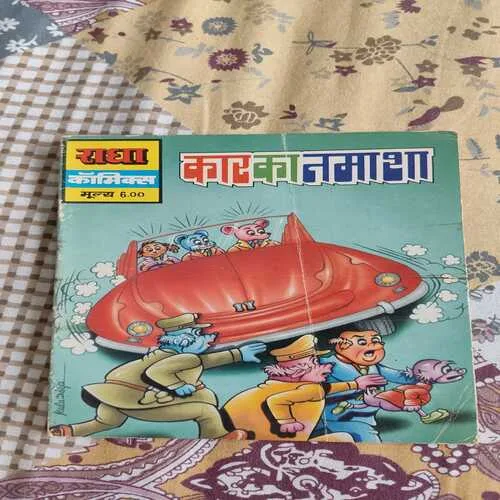 राधा
कॉमिक्स
मूल्य 6.00
कार का तमाशा